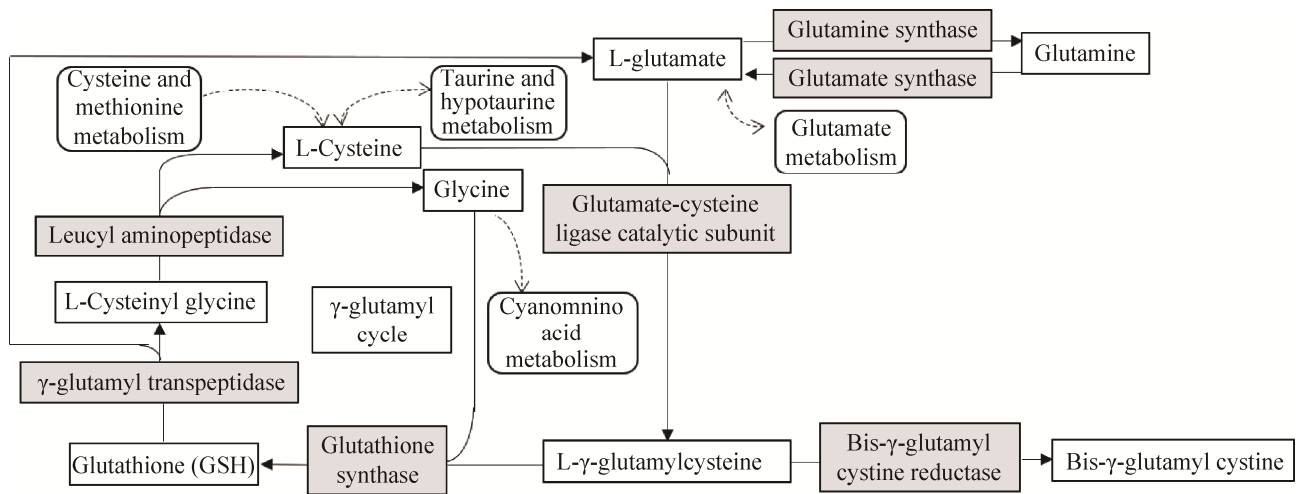 Glutamine synthase
L-glutamate
Glutamine
Glutamate synthase
Cysteine and
methionine
metabolism
Taurine and
hypotaurine
metabolism
Glutamate
metabolism
L-Cysteine
Glycine
Glutamate-cysteine
ligase catalytic subunit
Leucyl aminopeptidase
L-Cysteinyl glycine
γ-glutamyl
cycle
Cyanomnino
acid
metabolism
γ-glutamyl transpeptidase
Glutathione (GSH)
Glutathione
synthase
L-γ-glutamylcysteine
Bis-γ-glutamyl
cystine reductase
Bis-γ-glutamyl cystine